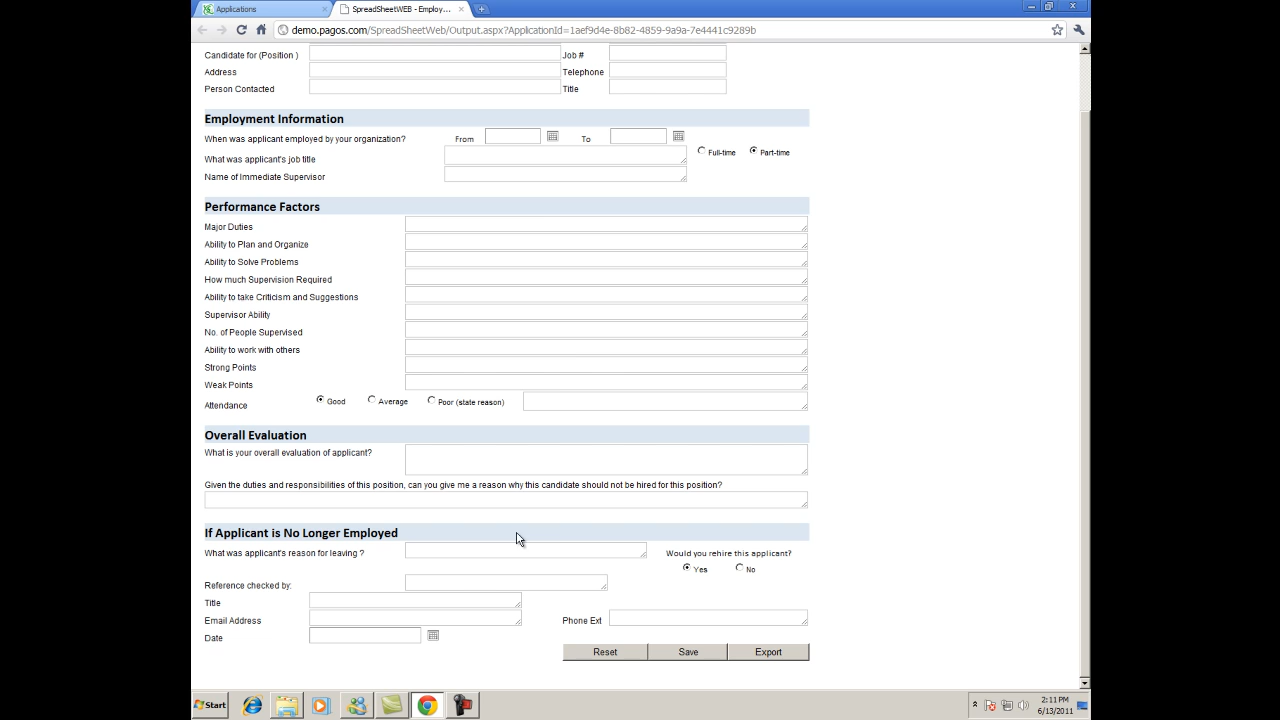 Applications
SpreadSheetWEB - Employ...
demo.pagos.com/SpreadSheetWeb/Output.aspx?ApplicationId=1aef9d4e-8b82-4859-9a9a-7e4441c9289b
Candidate for (Position ) Job #
Address Telephone
Person Contacted Title
Employment Information
When was applicant employed by your organization? From To
Full-time Part-time
What was applicant's job title
Name of Immediate Supervisor
Performance Factors
Major Duties
Ability to Plan and Organize
Ability to Solve Problems
How much Supervision Required
Ability to take Criticism and Suggestions
Supervisor Ability
No. of People Supervised
Ability to work with others
Strong Points
Weak Points
Attendance Good Average Poor (state reason)
Overall Evaluation
What is your overall evaluation of applicant?
Given the duties and responsibilities of this position, can you give me a reason why this candidate should not be hired for this position?
If Applicant is No Longer Employed
What was applicant's reason for leaving ? Would you rehire this applicant?
Yes No
Reference checked by:
Title
Email Address Phone Ext
Date
Reset Save Export
Start
2:11 PM
6/13/2011